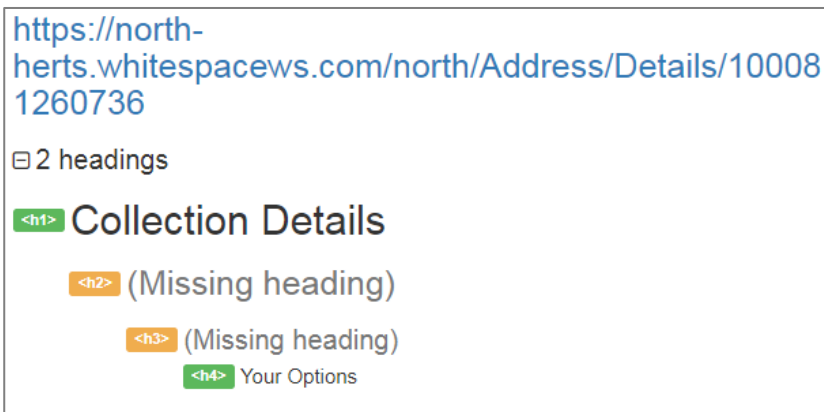 https://north-
herts.whitespacews.com/north/Address/Details/10008
1260736
2 headings
<h1> Collection Details
<h2> (Missing heading)
<h3> (Missing heading)
<h4> Your Options